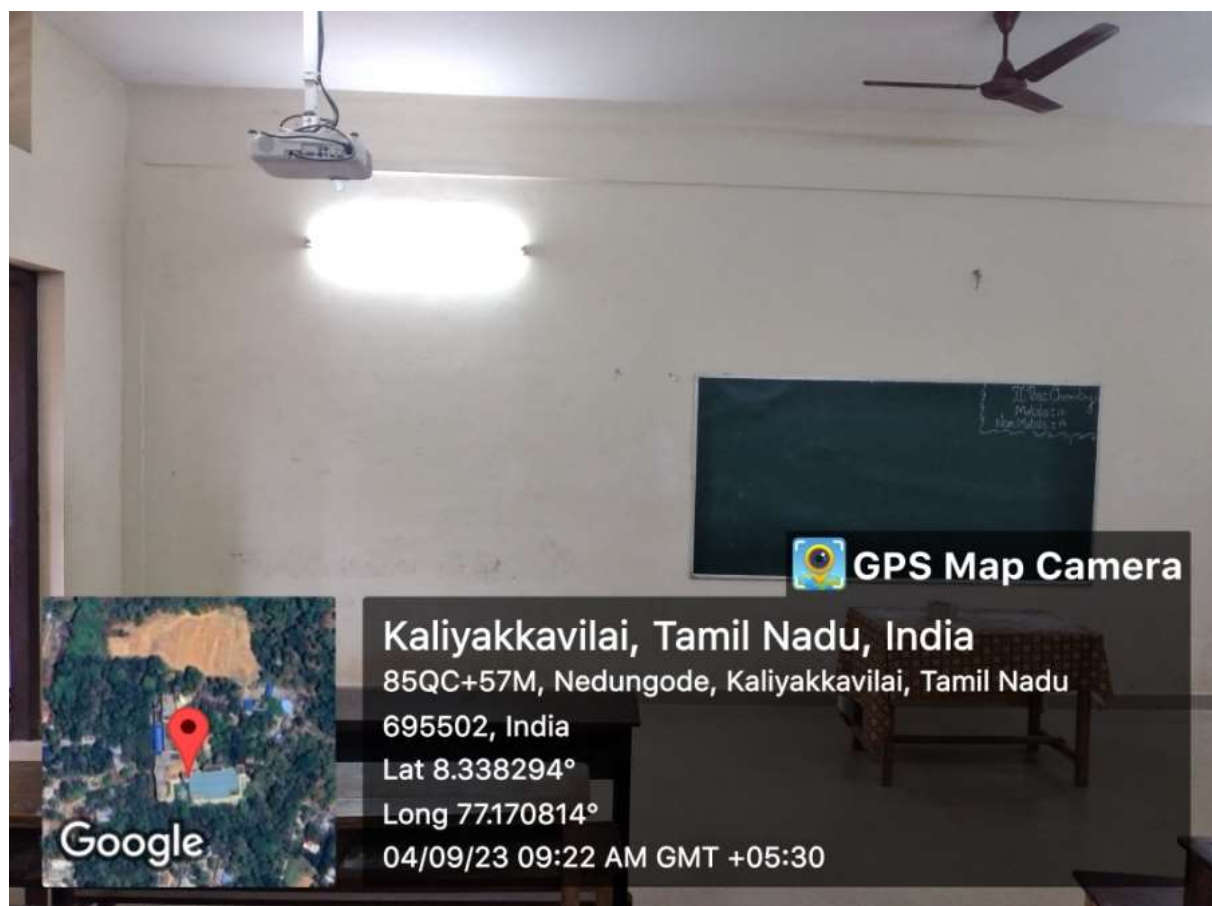 GPS Map Camera
Kaliyakkavilai, Tamil Nadu, India
85QC+57M, Nedungode, Kaliyakkavilai, Tamil Nadu
695502, India
Lat 8.338294°
Long 77.170814°
04/09/23 09:22 AM GMT +05:30
Google